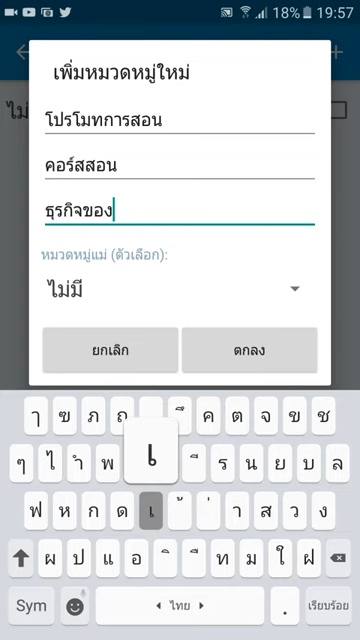 18% 19:57
เพิ่มหมวดหมู่ใหม่
ไม่
โปรโมทการสอน
คอร์สสอน
ธุรกิจของ
หมวดหมู่แม่ (ตัวเลือก):
ไม่มี
ยกเลิก ตกลง
ๅ ฃ ภ ถ ึ ค ต จ ข ช
ๆ ไ ำ พ เ ี ร น ย บ ล
ฟ ห ก ด เ ้ ่ า ส ว ง
ผ ป แ อ ิ ื ท ม ใ ฝ
Sym ไทย . เรียบร้อย